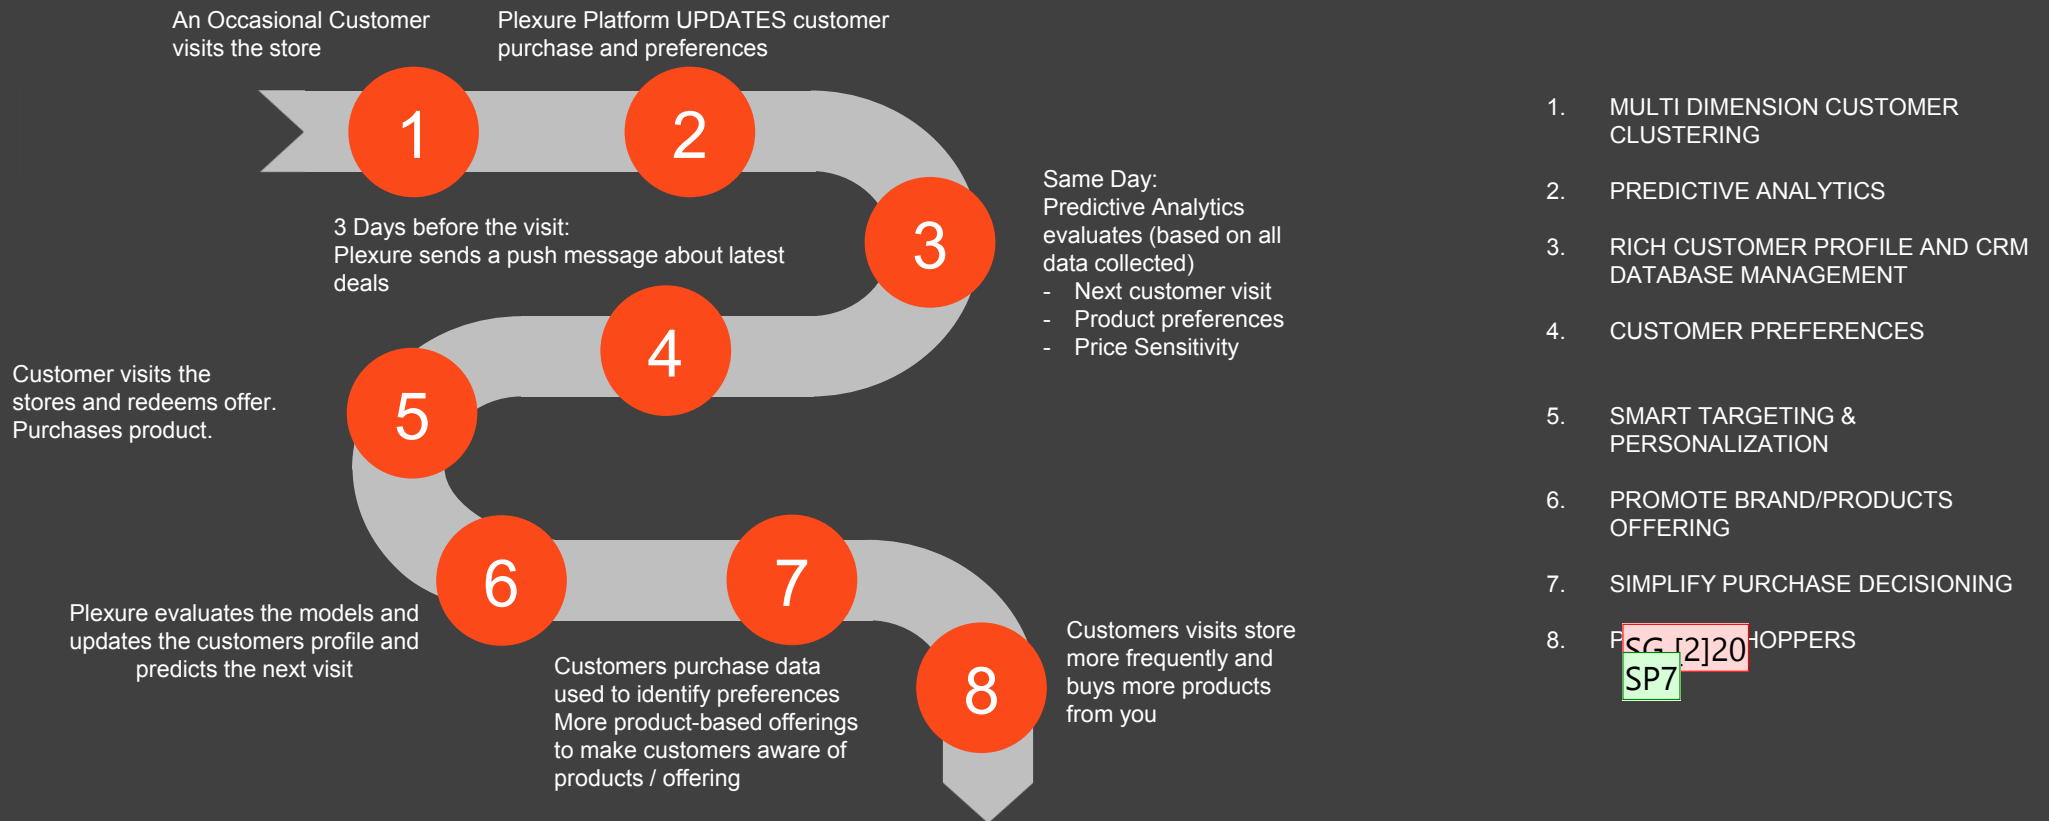 An Occasional Customer
visits the store
Plexure Platform UPDATES customer
purchase and preferences
1
2
3 Days before the visit:
Plexure sends a push message about latest
deals
3
Same Day:
Predictive Analytics
evaluates (based on all
data collected)
- Next customer visit
- Product preferences
- Price Sensitivity
4
Customer visits the
stores and redeems offer.
Purchases product.
5
6
7
Plexure evaluates the models and
updates the customers profile and
predicts the next visit
Customers purchase data
used to identify preferences
More product-based offerings
to make customers aware of
products / offering
8
Customers visits store
more frequently and
buys more products
from you
1. MULTI DIMENSION CUSTOMER
CLUSTERING
2. PREDICTIVE ANALYTICS
3. RICH CUSTOMER PROFILE AND CRM
DATABASE MANAGEMENT
4. CUSTOMER PREFERENCES
5. SMART TARGETING &
PERSONALIZATION
6. PROMOTE BRAND/PRODUCTS
OFFERING
7. SIMPLIFY PURCHASE DECISIONING
8.
SG [2]20
SP7